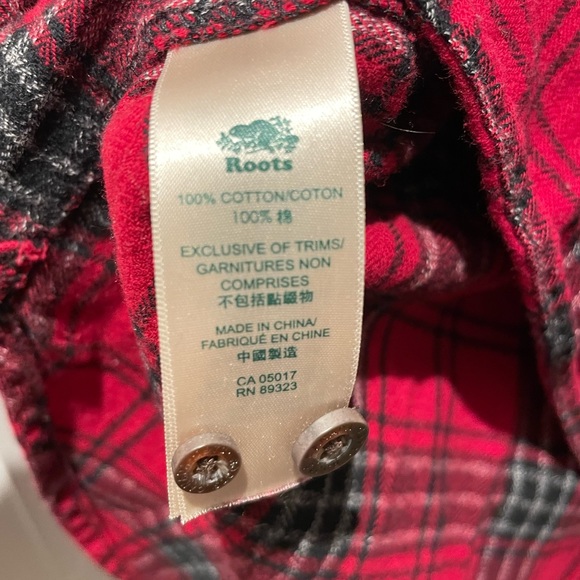 Roots
100% COTTON/COTON
100% 棉
EXCLUSIVE OF TRIMS/
GARNITURES NON
COMPRISES
不包括點綴物
MADE IN CHINA/
FABRIQUÉ EN CHINE
中國製造
CA 05017
RN 89323